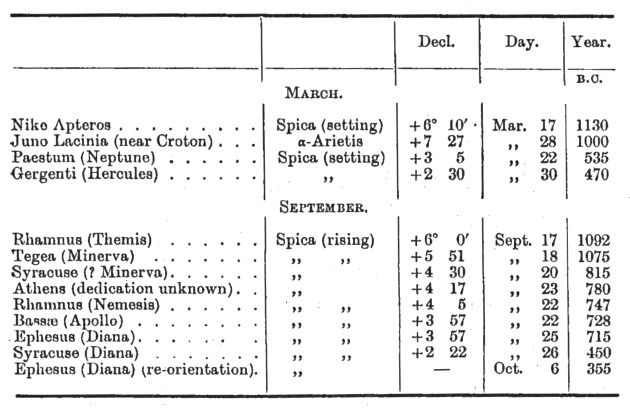 Decl. Day. Year.
B.C.
MARCH.
Nike Apteros . . . . . . . . . Spica (setting) +6° 10′ Mar. 17 1130
Juno Lacinia (near Croton) . . . α-Arietis +7 27 ,, 28 1000
Paestum (Neptune) . . . . . . Spica (setting) +3 5 ,, 22 535
Gergenti (Hercules) . . . . . . ,, +2 30 ,, 30 470
SEPTEMBER.
Rhamnus (Themis) . . . . . . Spica (rising) +6° 0′ Sept. 17 1092
Tegea (Minerva) . . . . . . ,, ,, +5 51 ,, 18 1075
Syracuse (? Minerva). . . . . . ,, +4 30 ,, 20 815
Athens (dedication unknown). . ,, +4 17 ,, 23 780
Rhamnus (Nemesis) . . . . . . ,, ,, +4 5 ,, 22 747
Bassæ (Apollo) . . . . . . . ,, ,, +3 57 ,, 22 728
Ephesus (Diana) . . . . . . . ,, ,, +3 57 ,, 25 715
Syracuse (Diana) . . . . . . ,, ,, +2 22 ,, 26 450
Ephesus (Diana) (re-orientation). ,, — Oct. 6 355